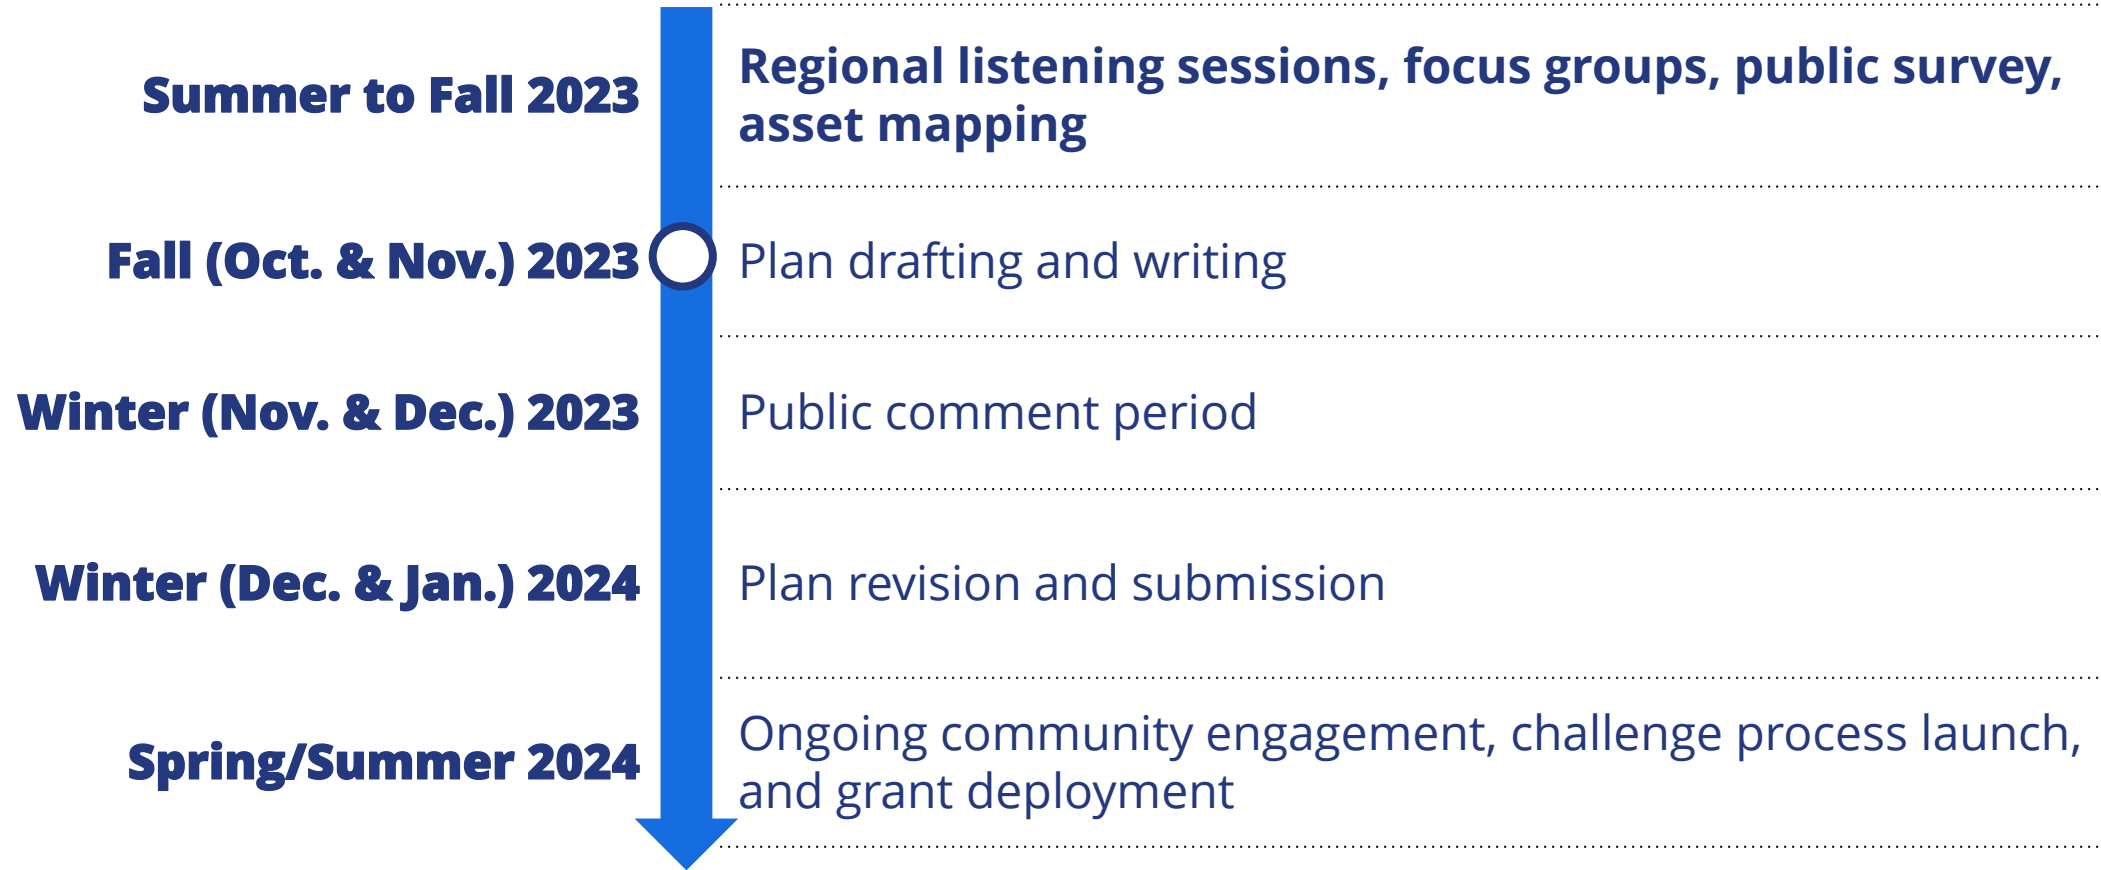 Summer to Fall 2023
Regional listening sessions, focus groups, public survey,
asset mapping
Fall (Oct. & Nov.) 2023
Plan drafting and writing
Winter (Nov. & Dec.) 2023
Public comment period
Winter (Dec. & Jan.) 2024
Plan revision and submission
Spring/Summer 2024
Ongoing community engagement, challenge process launch,
and grant deployment